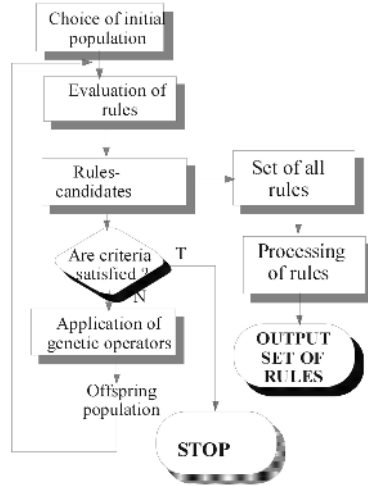 Choice of initial
population
Evaluation of
rules
Rules-
candidates
Set of all
rules
Are criteria
satisfied ?
T
N
Processing
of rules
Application of
genetic operators
OUTPUT
SET OF
RULES
Offspring
population
STOP